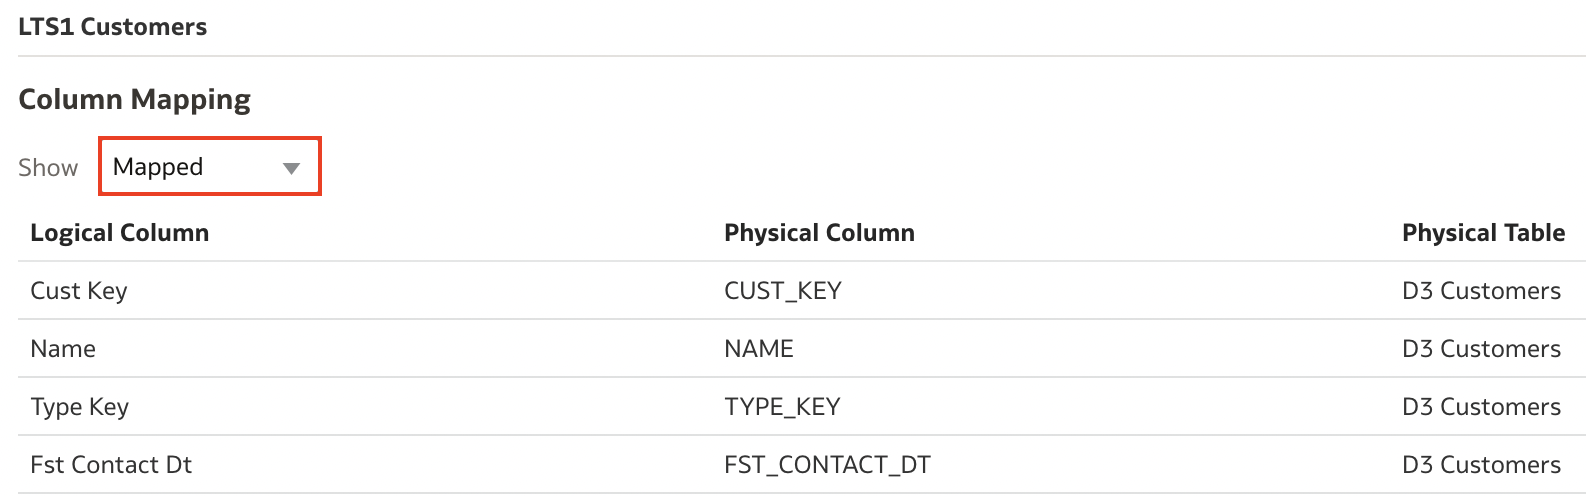 LTS1 Customers
Column Mapping
Show Mapped
Logical Column Physical Column Physical Table
Cust Key CUST_KEY D3 Customers
Name NAME D3 Customers
Type Key TYPE_KEY D3 Customers
Fst Contact Dt FST_CONTACT_DT D3 Customers